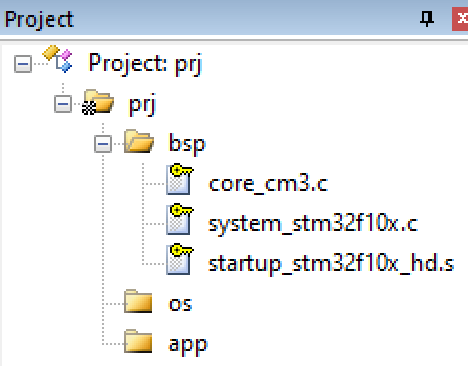 Project
Project: prj
prj
bsp
core_cm3.c
system_stm32f10x.c
startup_stm32f10x_hd.s
os
app